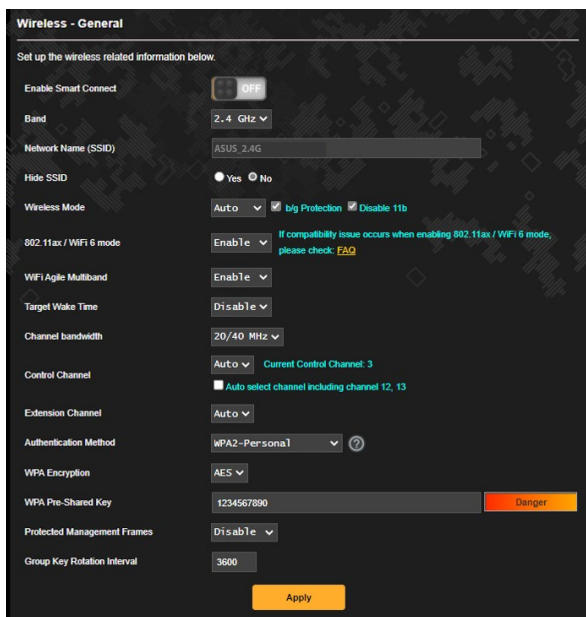 Wireless - General
Set up the wireless related information below.
Enable Smart Connect OFF
Band 2.4 GHz
Network Name (SSID) ASUS_2.4G
Hide SSID Yes No
Wireless Mode Auto b/g Protection Disable 11b
802.11ax / WiFi 6 mode Enable If compatibility issue occurs when enabling 802.11ax / WiFi 6 mode,
please check: FAQ
WiFi Agile Multiband Enable
Target Wake Time Disable
Channel bandwidth 20/40 MHz
Control Channel Auto Current Control Channel: 3
Auto select channel including channel 12, 13
Extension Channel Auto
Authentication Method WPA2-Personal ?
WPA Encryption AES
WPA Pre-Shared Key 1234567890 Danger
Protected Management Frames Disable
Group Key Rotation Interval 3600
Apply